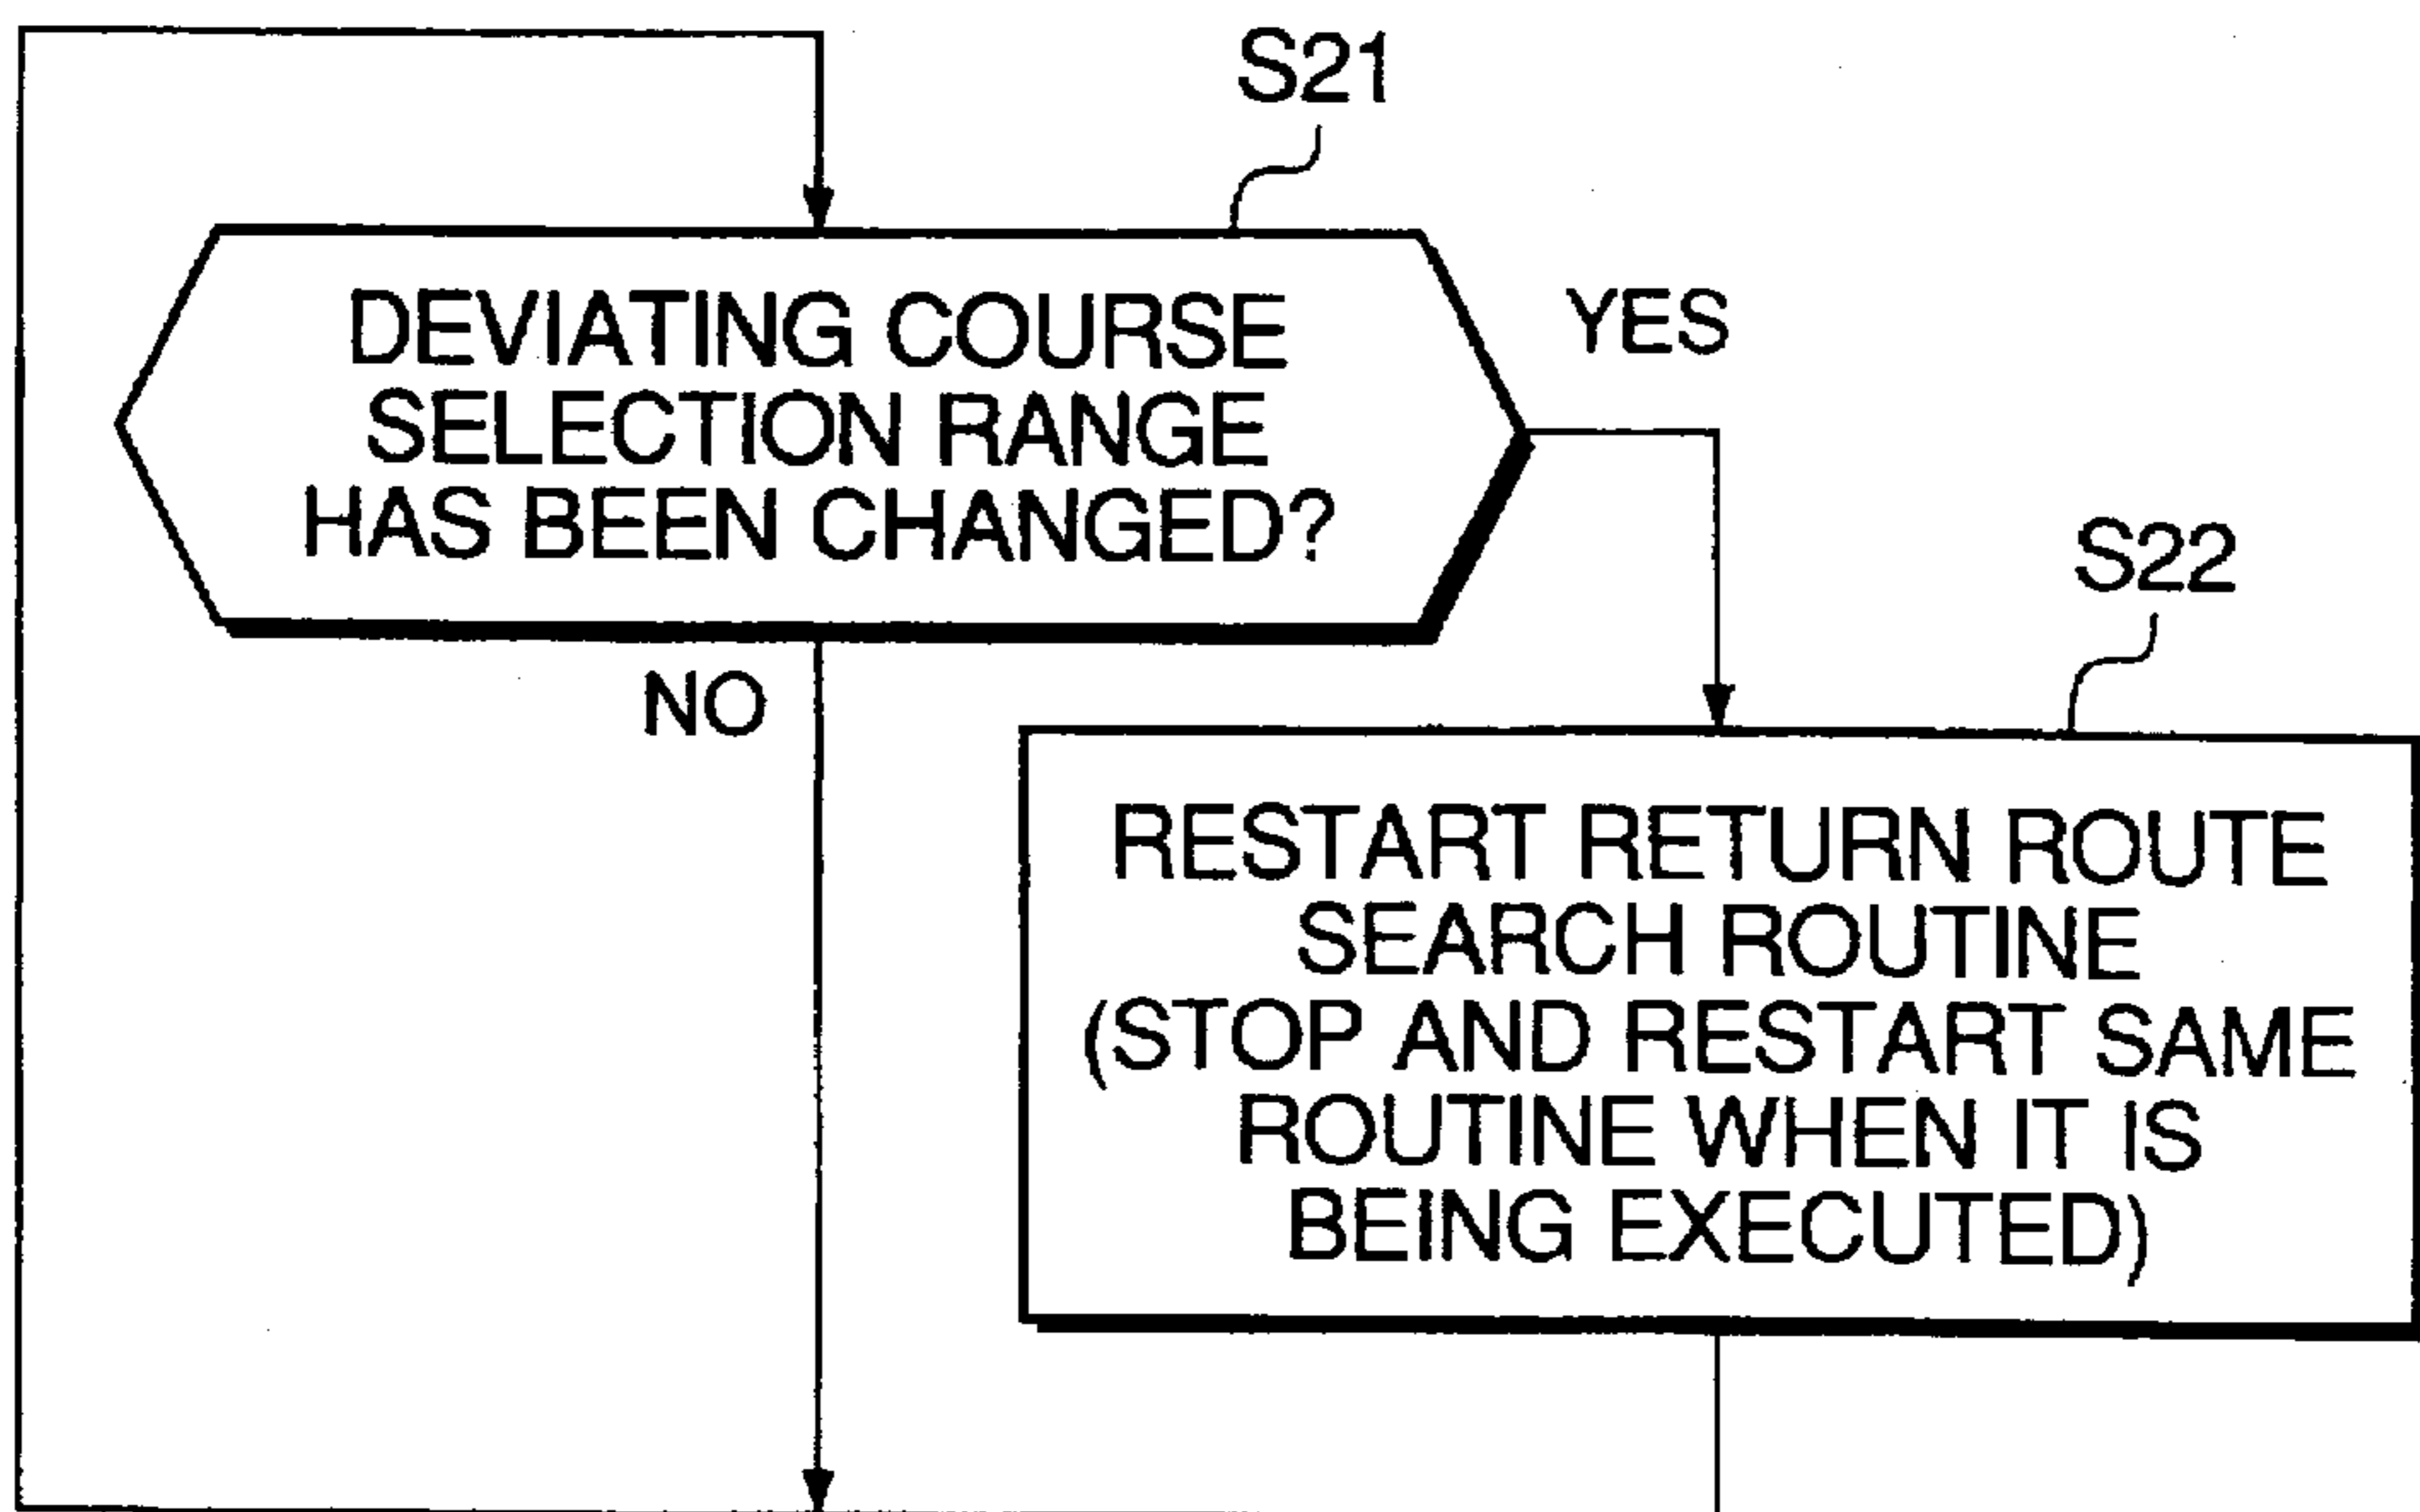 S21
DEVIATING COURSE
SELECTION RANGE
HAS BEEN CHANGED?
YES
NO
S22
RESTART RETURN ROUTE
SEARCH ROUTINE
(STOP AND RESTART SAME
ROUTINE WHEN IT IS
BEING EXECUTED)